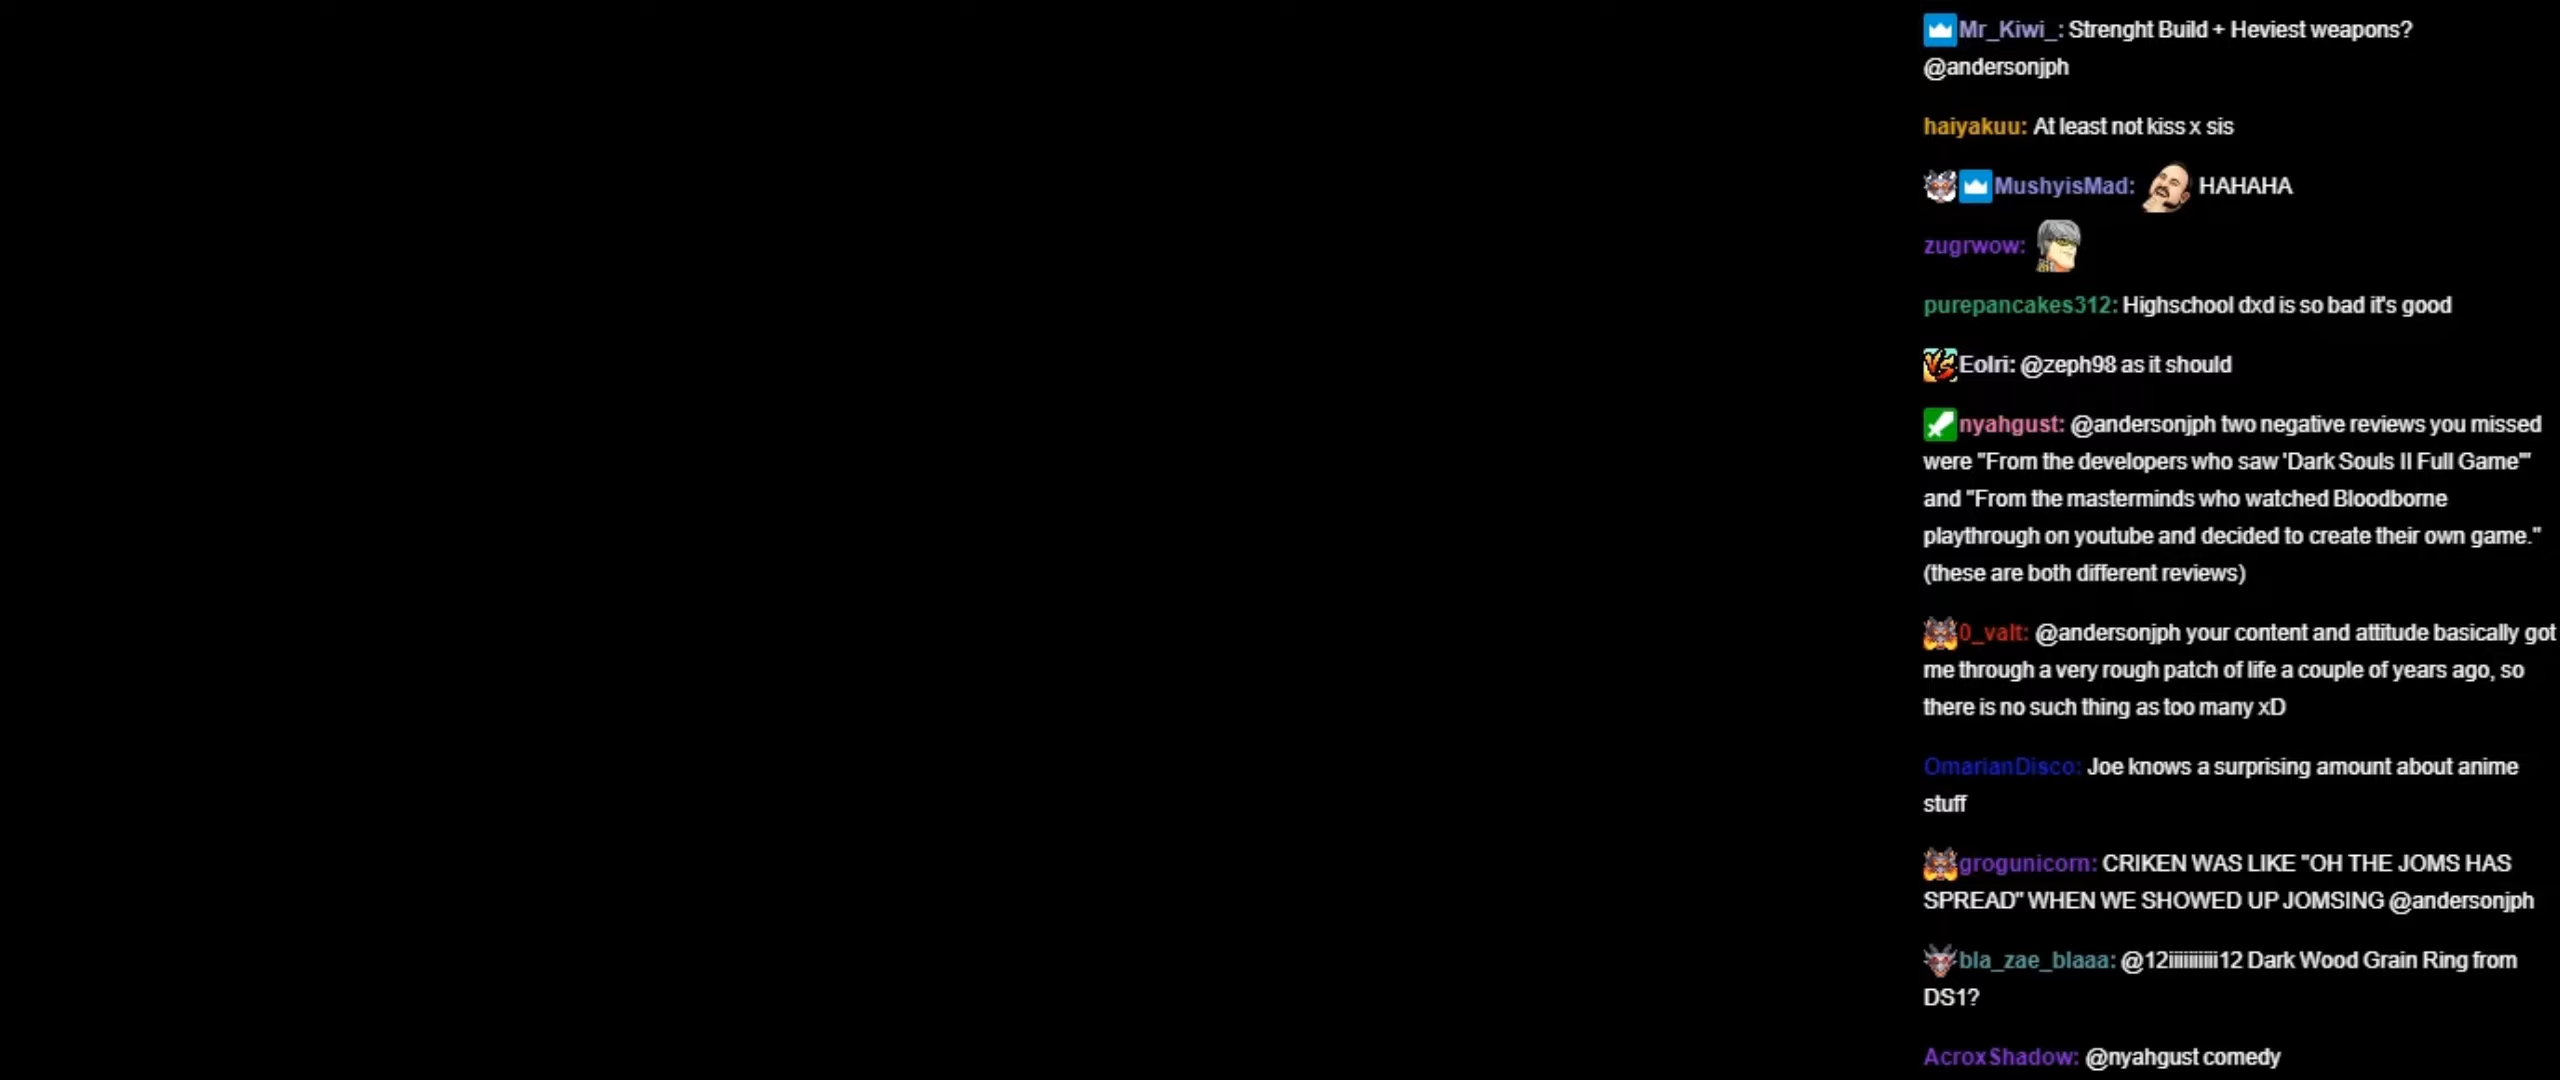 Mr_Kiwi_: Strenght Build + Heviest weapons?
@andersonjph
haiyakuu: At least not kiss x sis
MushyisMad: HAHAHA
zugrwow:
purepancakes312: Highschool dxd is so bad it's good
Eolri: @zeph98 as it should
nyahgust: @andersonjph two negative reviews you missed
were "From the developers who saw 'Dark Souls II Full Game'"
and "From the masterminds who watched Bloodborne
playthrough on youtube and decided to create their own game."
(these are both different reviews)
0_valt: @andersonjph your content and attitude basically got
me through a very rough patch of life a couple of years ago, so
there is no such thing as too many xD
OmarianDisco: Joe knows a surprising amount about anime
stuff
grogunicorn: CRIKEN WAS LIKE "OH THE JOMS HAS
SPREAD" WHEN WE SHOWED UP JOMSING @andersonjph
bla_zae_blaaa: @12iiiiiiiiii12 Dark Wood Grain Ring from
DS1?
AcroxShadow: @nyahgust comedy